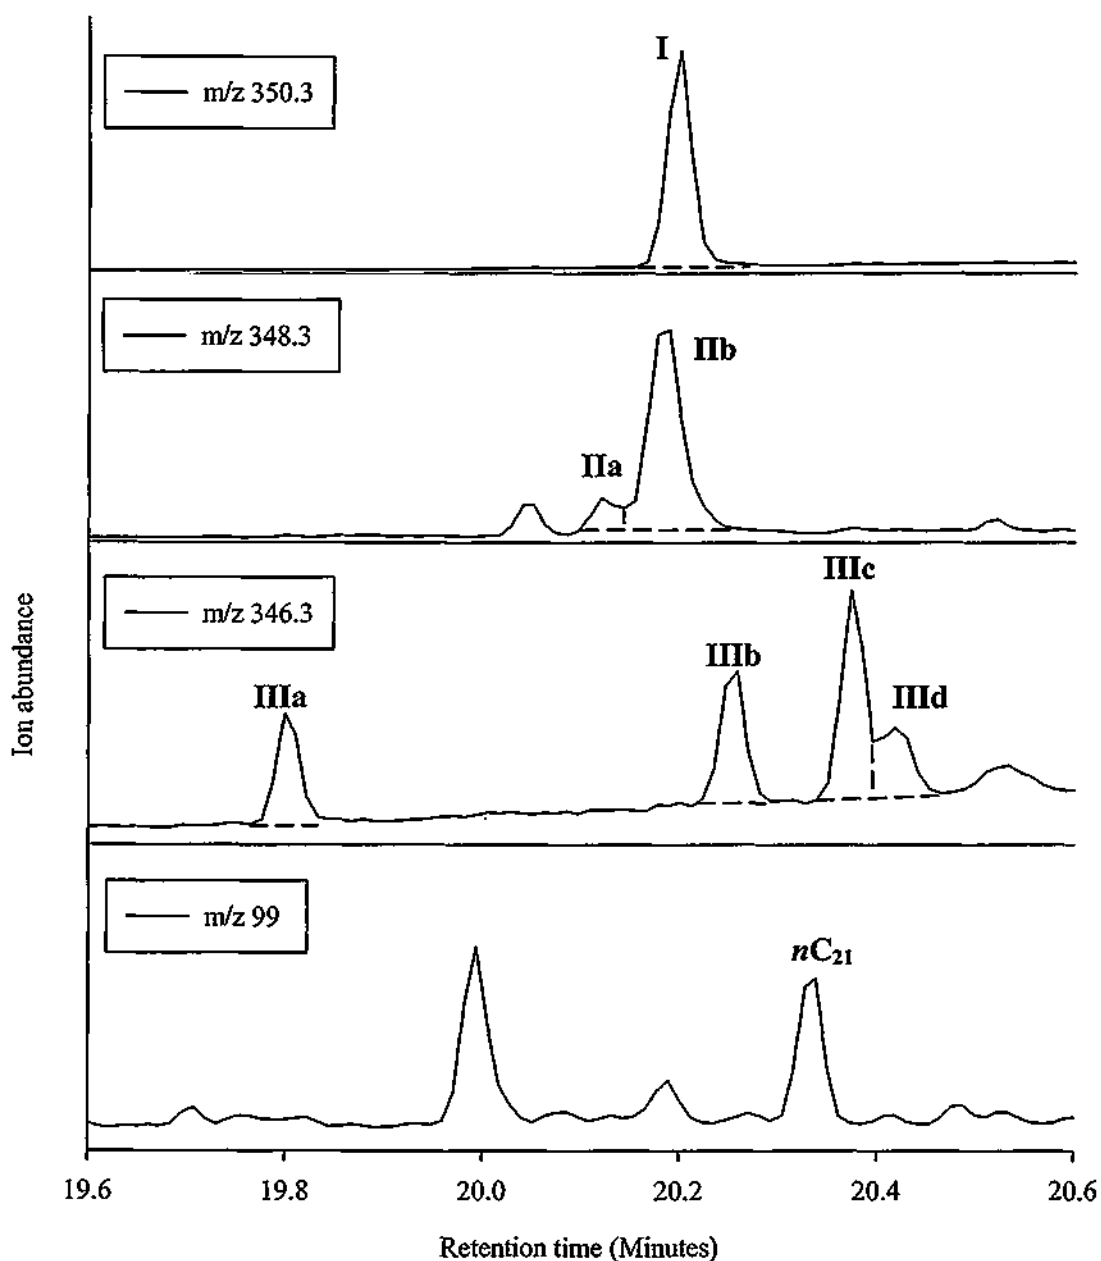 I
m/z 350.3
m/z 348.3
IIb
IIa
IIIc
m/z 346.3
IIIb
IIIa
IIId
Ion abundance
m/z 99
nC21
19.6 19.8 20.0 20.2 20.4 20.6
Retention time (Minutes)